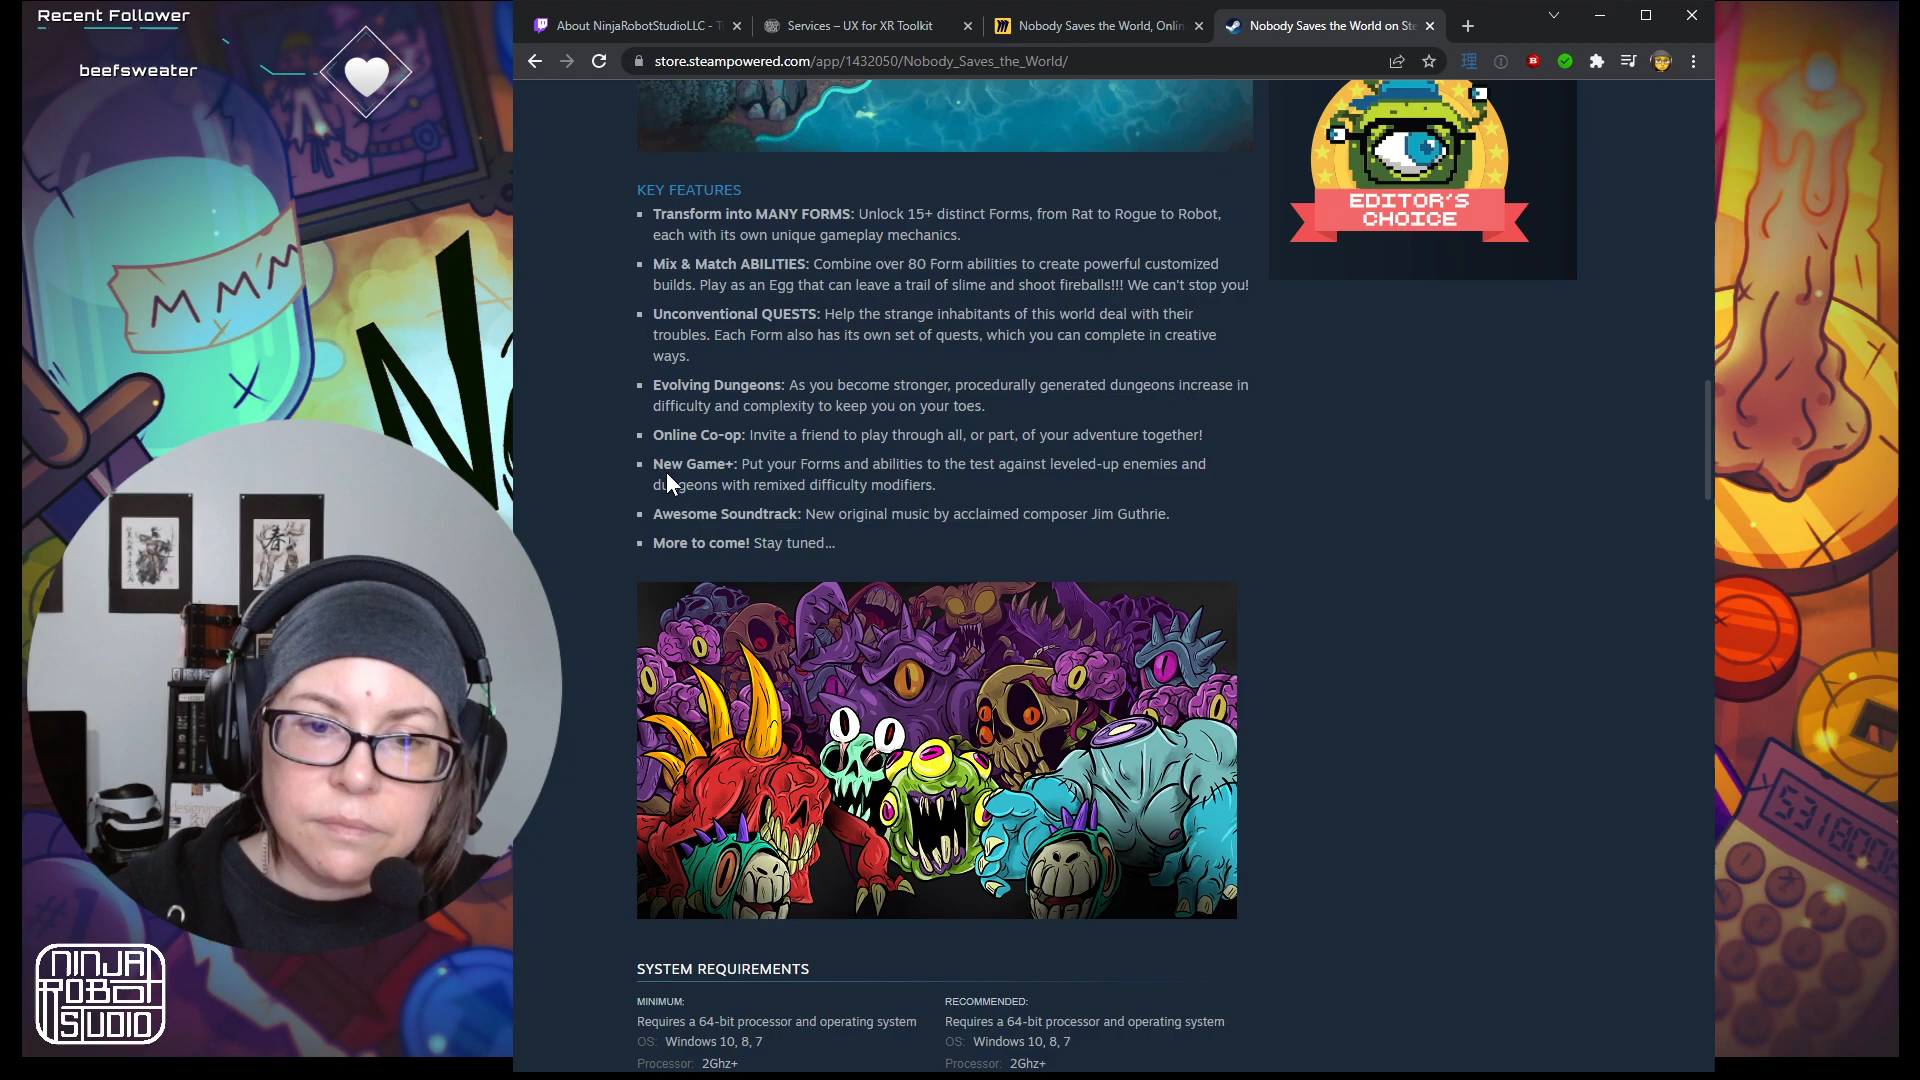 Recent Follower
beefsweater
About NinjaRobotStudioLLC - T
Services – UX for XR Toolkit
Nobody Saves the World, Onlin
Nobody Saves the World on Ste
store.steampowered.com/app/1432050/Nobody_Saves_the_World/
MMM
No
EDITOR'S
CHOICE
KEY FEATURES
Transform into MANY FORMS: Unlock 15+ distinct Forms, from Rat to Rogue to Robot,
each with its own unique gameplay mechanics.
Mix & Match ABILITIES: Combine over 80 Form abilities to create powerful customized
builds. Play as an Egg that can leave a trail of slime and shoot fireballs!!! We can't stop you!
Unconventional QUESTS: Help the strange inhabitants of this world deal with their
troubles. Each Form also has its own set of quests, which you can complete in creative
ways.
Evolving Dungeons: As you become stronger, procedurally generated dungeons increase in
difficulty and complexity to keep you on your toes.
Online Co-op: Invite a friend to play through all, or part, of your adventure together!
New Game+: Put your Forms and abilities to the test against leveled-up enemies and
dungeons with remixed difficulty modifiers.
Awesome Soundtrack: New original music by acclaimed composer Jim Guthrie.
More to come! Stay tuned...
SYSTEM REQUIREMENTS
MINIMUM:
Requires a 64-bit processor and operating system
OS: Windows 10, 8, 7
Processor: 2Ghz+
RECOMMENDED:
Requires a 64-bit processor and operating system
OS: Windows 10, 8, 7
Processor: 2Ghz+
NINJA
ROBOT
STUDIO
#1
5318008